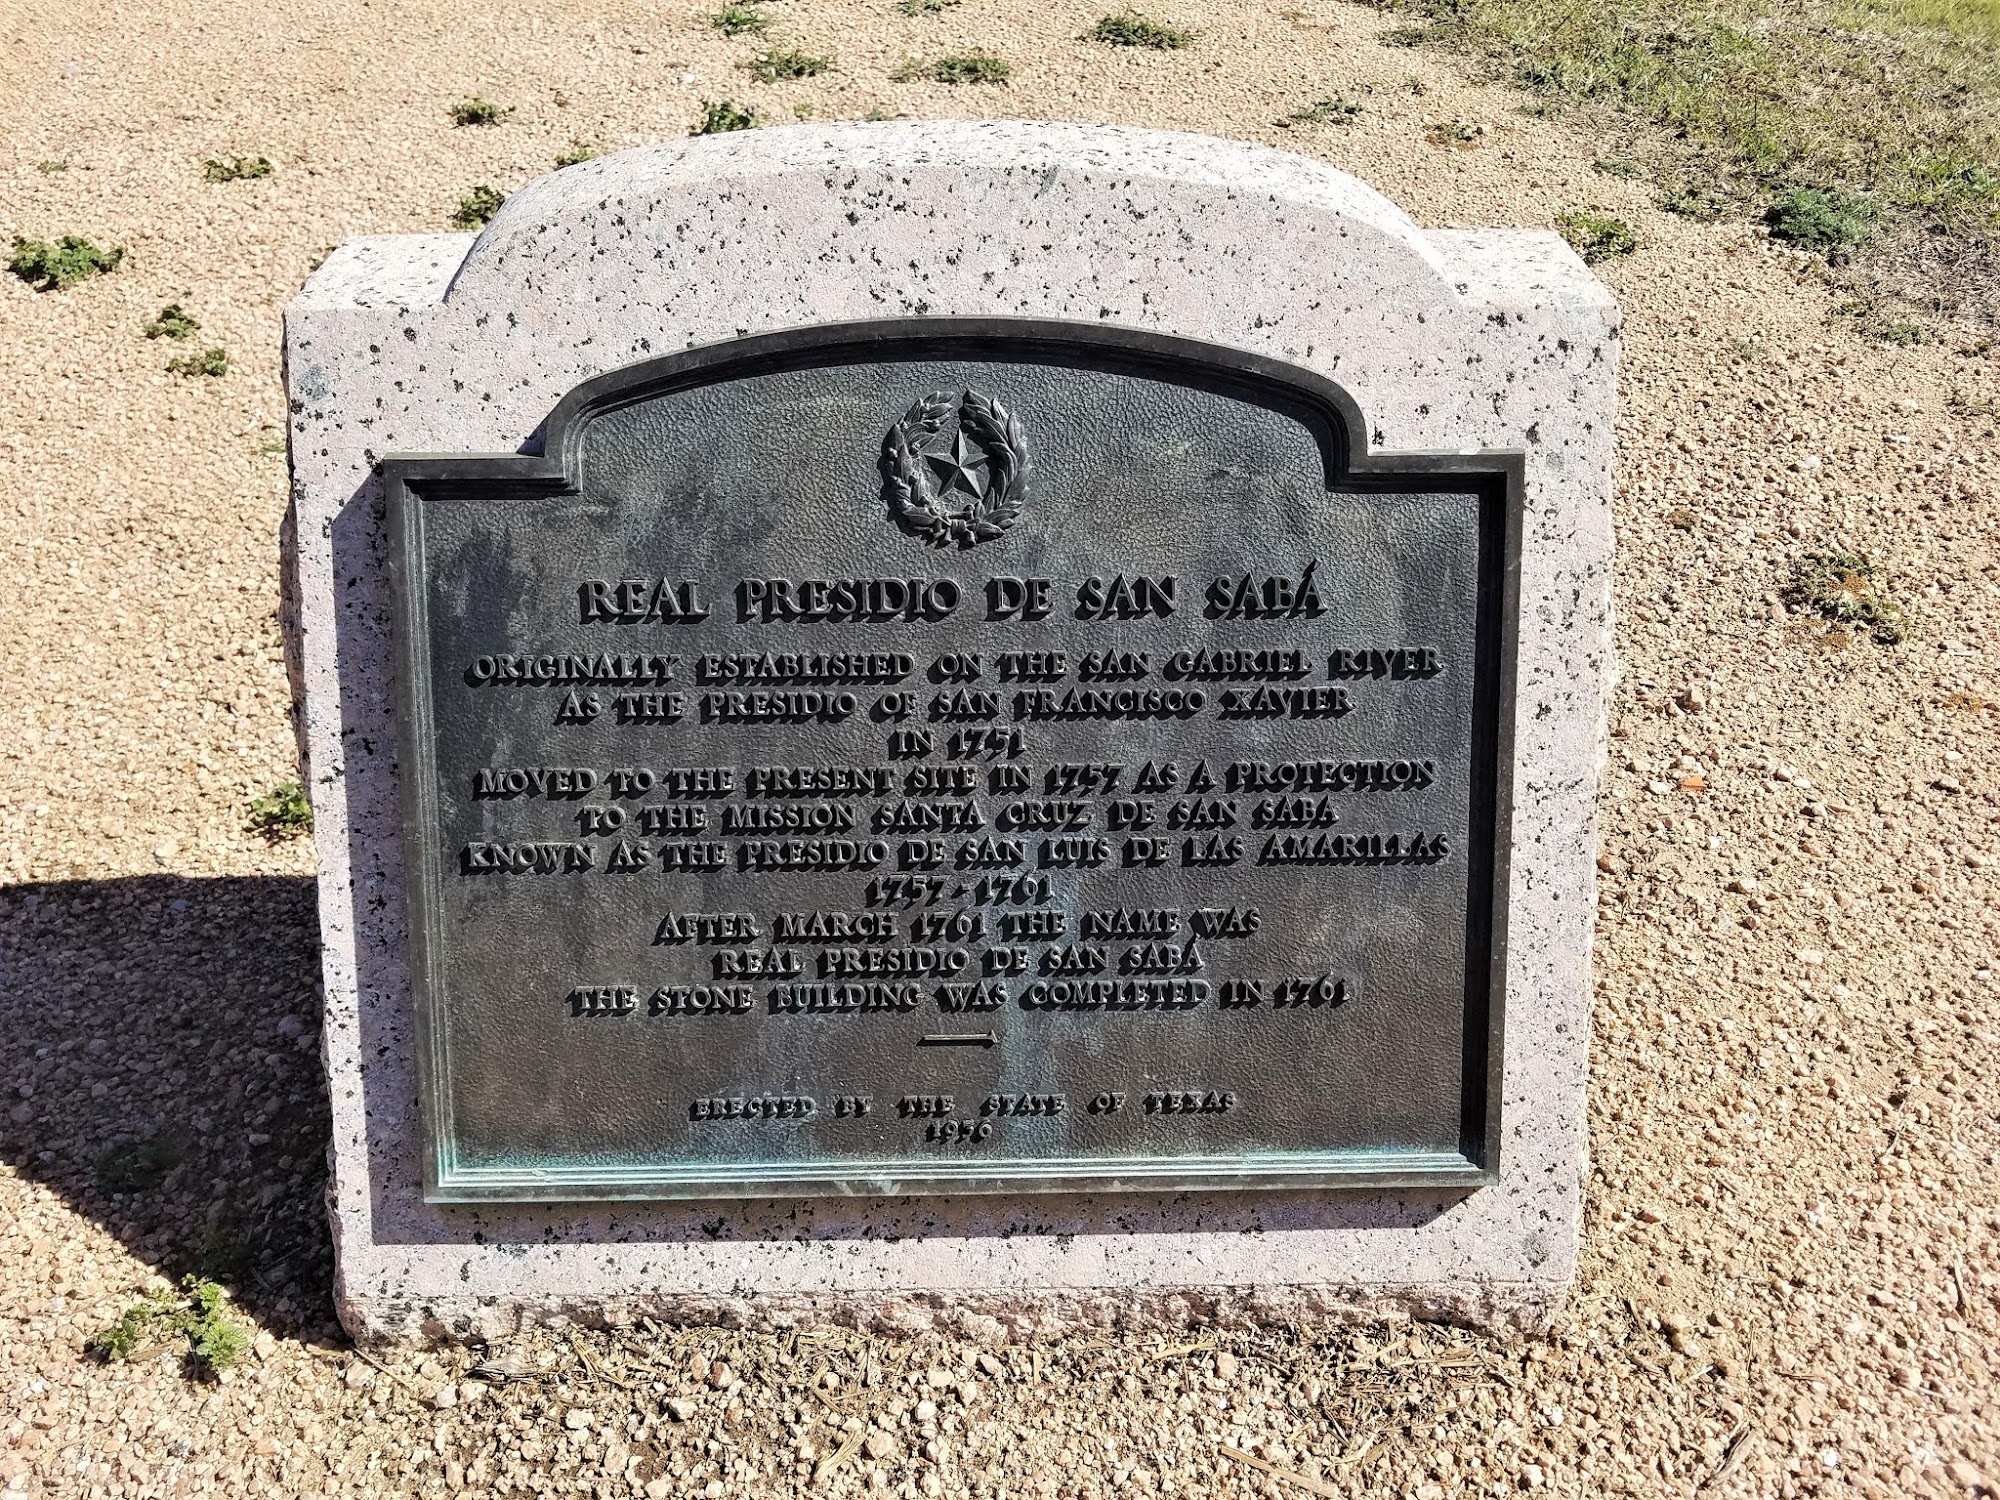 REAL PRESIDIO DE SAN SABÁ
ORIGINALLY ESTABLISHED ON THE SAN GABRIEL RIVER
AS THE PRESIDIO OF SAN FRANCISCO XAVIER
IN 1751
MOVED TO THE PRESENT SITE IN 1757 AS A PROTECTION
TO THE MISSION SANTA CRUZ DE SAN SABÁ
KNOWN AS THE PRESIDIO DE SAN LUIS DE LAS AMARILLAS
1757 - 1761
AFTER MARCH 1761 THE NAME WAS
REAL PRESIDIO DE SAN SABÁ
THE STONE BUILDING WAS COMPLETED IN 1761
ERECTED BY THE STATE OF TEXAS
1936